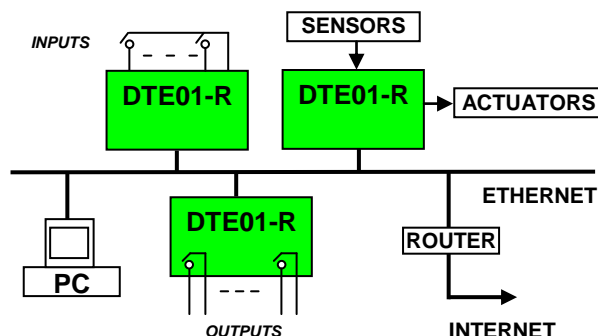 INPUTS
SENSORS
DTE01-R
DTE01-R
ACTUATORS
ETHERNET
DTE01-R
ROUTER
PC
OUTPUTS
INTERNET